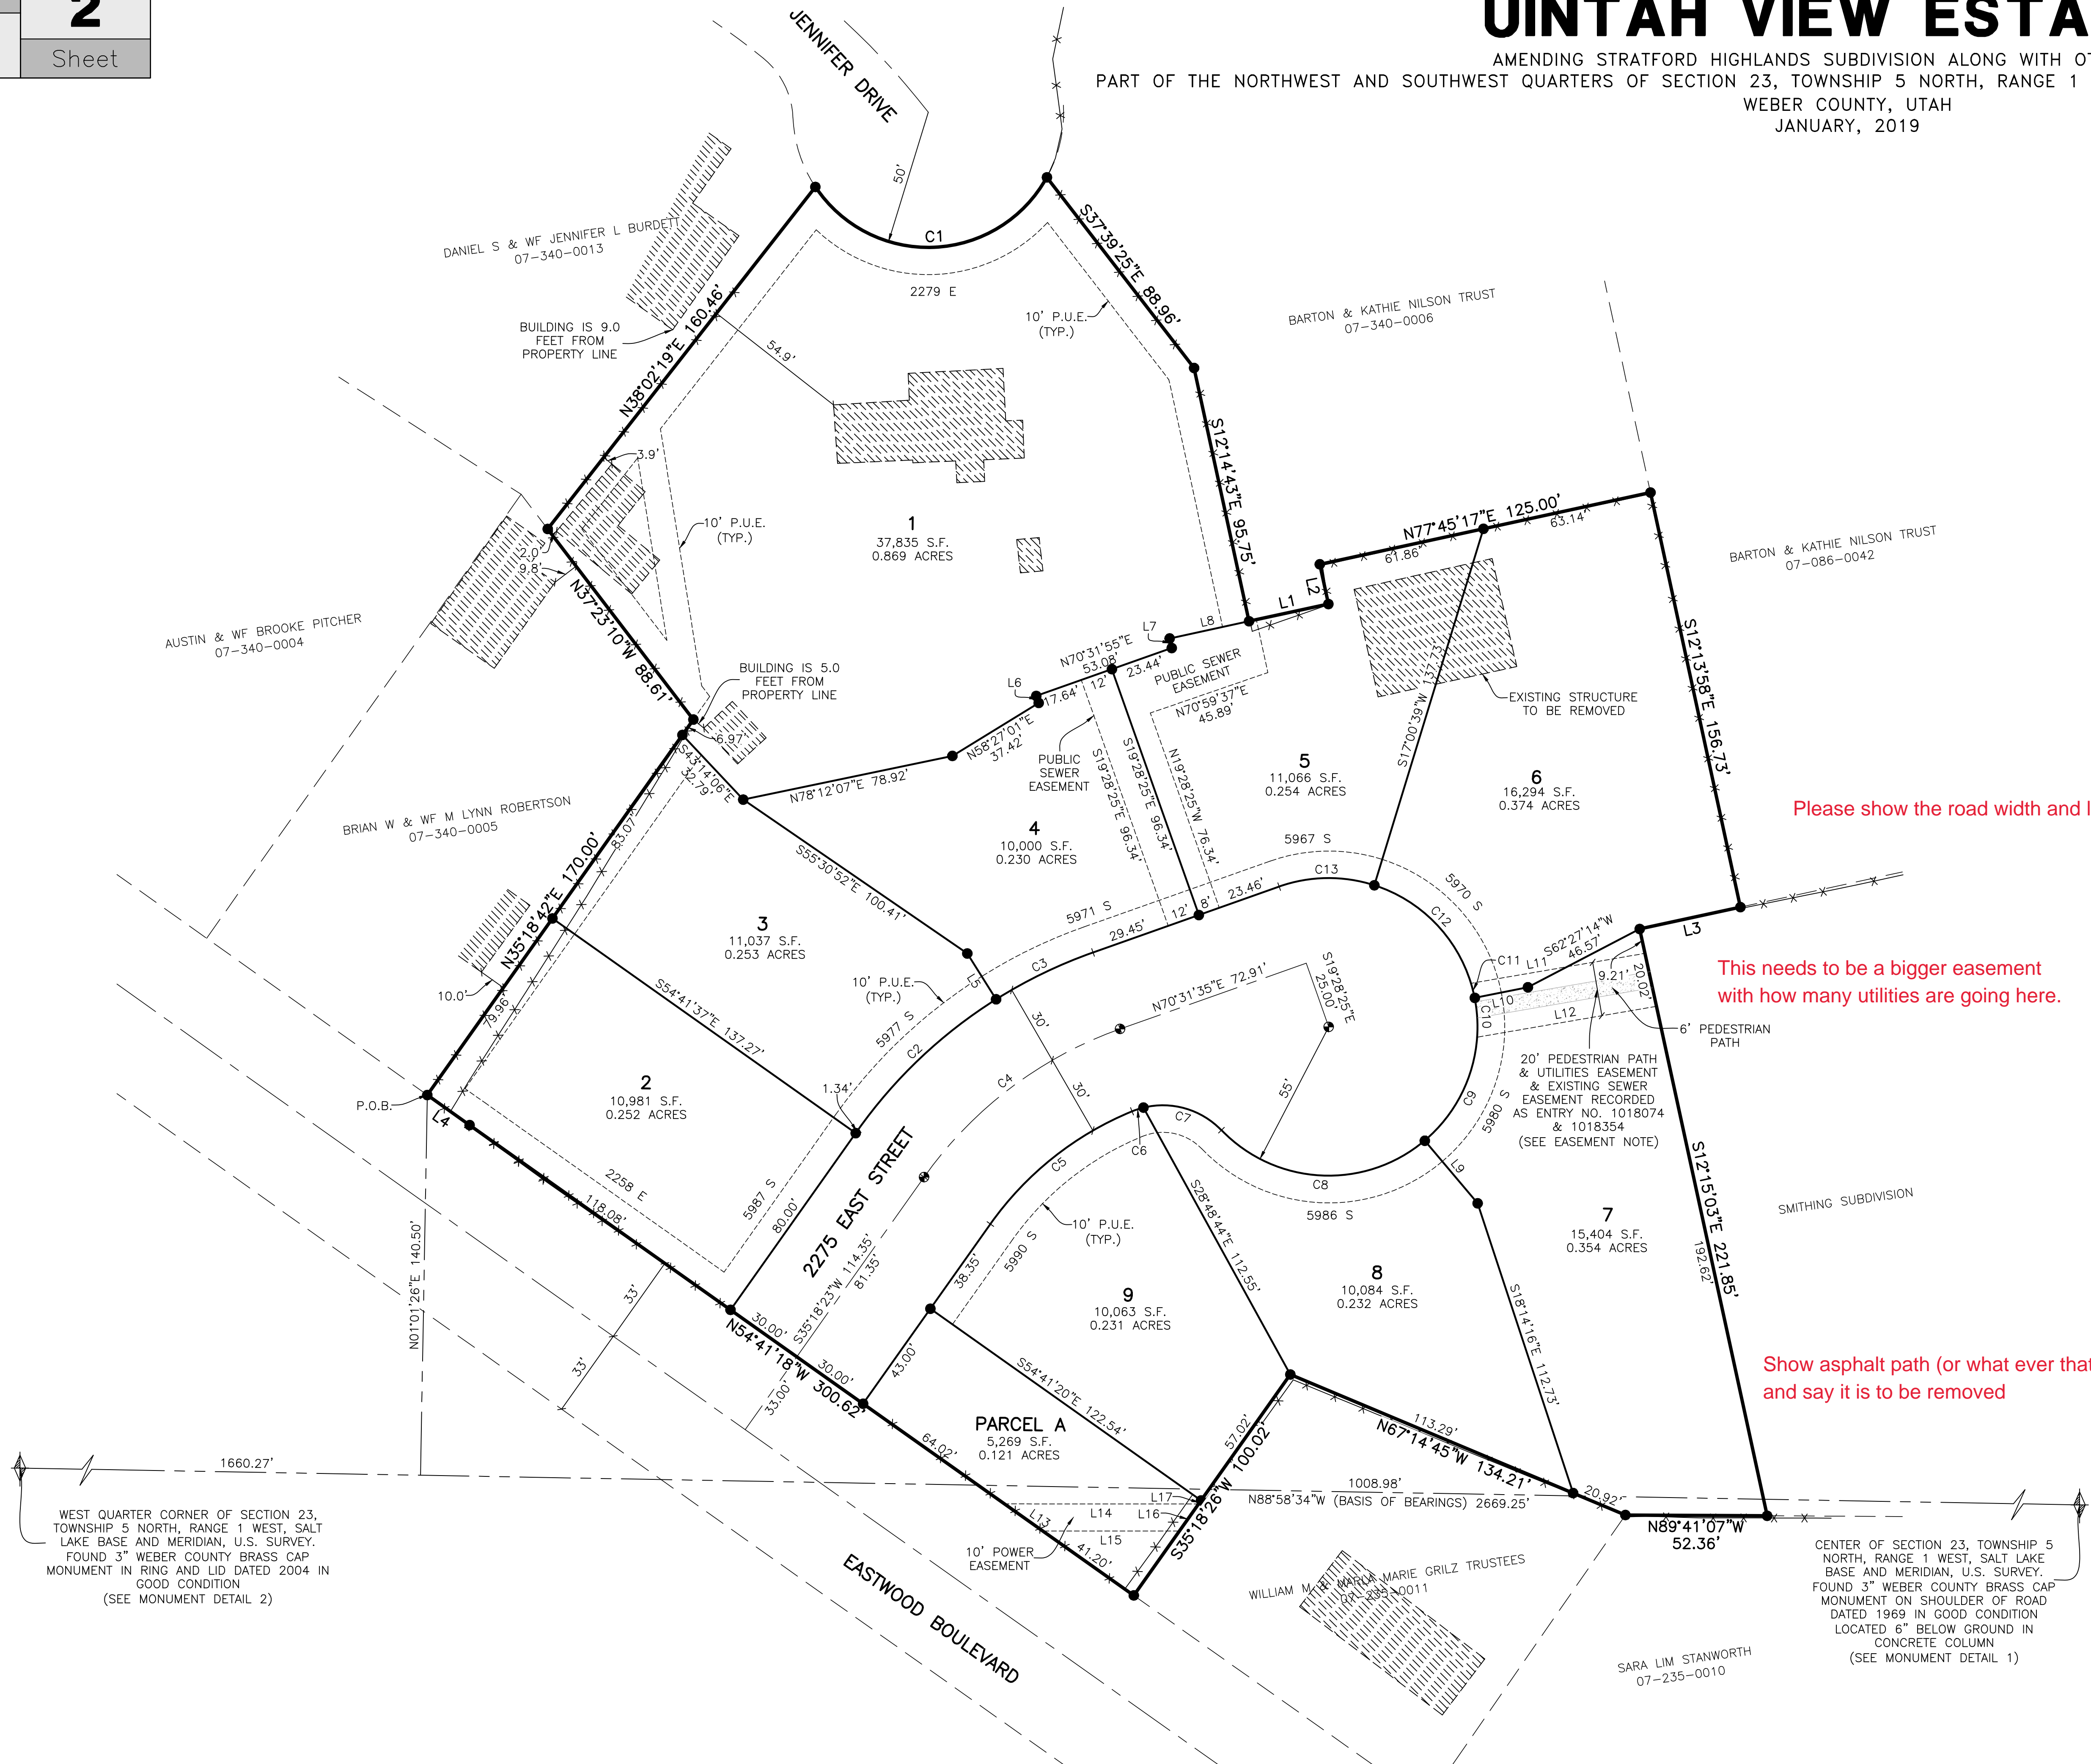 2
Sheet
UINTAH VIEW ESTA
AMENDING STRATFORD HIGHLANDS SUBDIVISION ALONG WITH OT
PART OF THE NORTHWEST AND SOUTHWEST QUARTERS OF SECTION 23, TOWNSHIP 5 NORTH, RANGE 1
WEBER COUNTY, UTAH
JANUARY, 2019
JENNIFER DRIVE
50'
C1
2279 E
S37°39'25"E 88.96'
10' P.U.E.
(TYP.)
DANIEL S & WF JENNIFER L BURDETT
07-340-0013
BUILDING IS 9.0
FEET FROM
PROPERTY LINE
N38°02'19"E 160.46'
54.9'
BARTON & KATHIE NILSON TRUST
07-340-0006
S12°14'43"E 95.75'
3.9'
10' P.U.E.
(TYP.)
1
37,835 S.F.
0.869 ACRES
2.0'
9.8'
N37°23'10"W 88.61'
AUSTIN & WF BROOKE PITCHER
07-340-0004
N77°45'17"E 125.00'
61.86'
63.14'
L2
L1
L8
L7
BARTON & KATHIE NILSON TRUST
07-086-0042
BUILDING IS 5.0
FEET FROM
PROPERTY LINE
6.97'
S43°14'06"E
32.79'
N70°31'55"E
53.08'
L6
17.64'
12'
23.44'
PUBLIC SEWER
EASEMENT
N70°59'37"E
45.89'
N58°27'01"E
37.42'
N78°12'07"E 78.92'
PUBLIC
SEWER
EASEMENT
S19°28'25"E 96.34'
S19°28'25"E 96.34'
N19°28'25"W 76.34'
EXISTING STRUCTURE
TO BE REMOVED
S17°00'39"W 137.73'
S12°13'58"E 156.73'
5
11,066 S.F.
0.254 ACRES
6
16,294 S.F.
0.374 ACRES
Please show the road width and l
BRIAN W & WF M LYNN ROBERTSON
07-340-0005
83.07'
N35°18'42"E 170.00'
79.96'
10.0'
4
10,000 S.F.
0.230 ACRES
S55°30'52"E 100.41'
3
11,037 S.F.
0.253 ACRES
S54°41'37"E 137.27'
L5
10' P.U.E.
(TYP.)
5977 S
C2
5971 S
C3
29.45'
12'
8'
23.46'
5967 S
C13
5970 S
C12
C11
L11
S62°27'14"W
46.57'
L3
9.21'
20.02'
L10
C10
L12
6' PEDESTRIAN
PATH
This needs to be a bigger easement
with how many utilities are going here.
20' PEDESTRIAN PATH
& UTILITIES EASEMENT
& EXISTING SEWER
EASEMENT RECORDED
AS ENTRY NO. 1018074
& 1018354
(SEE EASEMENT NOTE)
P.O.B.
L4
2
10,981 S.F.
0.252 ACRES
1.34'
30'
30'
N70°31'35"E 72.91'
S19°28'25"E
25.00'
C4
55'
C9
5980 S
L9
C7
C6
C5
C8
5986 S
2258 E
118.08'
5987 S
80.00'
2275 EAST STREET
S35°18'23"W 114.35'
81.35'
33.00'
N01°01'26"E 140.50'
33'
33'
30.00'
30.00'
N54°41'18"W 300.62'
38.35'
5990 S
10' P.U.E.
(TYP.)
43.00'
S28°48'44"E 112.55'
9
10,063 S.F.
0.231 ACRES
8
10,084 S.F.
0.232 ACRES
7
15,404 S.F.
0.354 ACRES
S18°14'16"E 112.73'
S12°15'03"E 221.85'
192.62'
SMITHING SUBDIVISION
Show asphalt path (or what ever that
and say it is to be removed
S54°41'20"E 122.54'
PARCEL A
5,269 S.F.
0.121 ACRES
64.02'
57.02'
S35°18'26"W 100.02'
113.29'
N67°14'45"W 134.21'
20.92'
N89°41'07"W
52.36'
1660.27'
1008.98'
N88°58'34"W (BASIS OF BEARINGS) 2669.25'
L17
L14
L16
L13
L15
41.20'
10' POWER
EASEMENT
EASTWOOD BOULEVARD
WILLIAM M & MARLA MARIE GRILZ TRUSTEES
07-235-0011
SARA LIM STANWORTH
07-235-0010
WEST QUARTER CORNER OF SECTION 23,
TOWNSHIP 5 NORTH, RANGE 1 WEST, SALT
LAKE BASE AND MERIDIAN, U.S. SURVEY.
FOUND 3" WEBER COUNTY BRASS CAP
MONUMENT IN RING AND LID DATED 2004 IN
GOOD CONDITION
(SEE MONUMENT DETAIL 2)
CENTER OF SECTION 23, TOWNSHIP 5
NORTH, RANGE 1 WEST, SALT LAKE
BASE AND MERIDIAN, U.S. SURVEY.
FOUND 3" WEBER COUNTY BRASS CAP
MONUMENT ON SHOULDER OF ROAD
DATED 1969 IN GOOD CONDITION
LOCATED 6" BELOW GROUND IN
CONCRETE COLUMN
(SEE MONUMENT DETAIL 1)